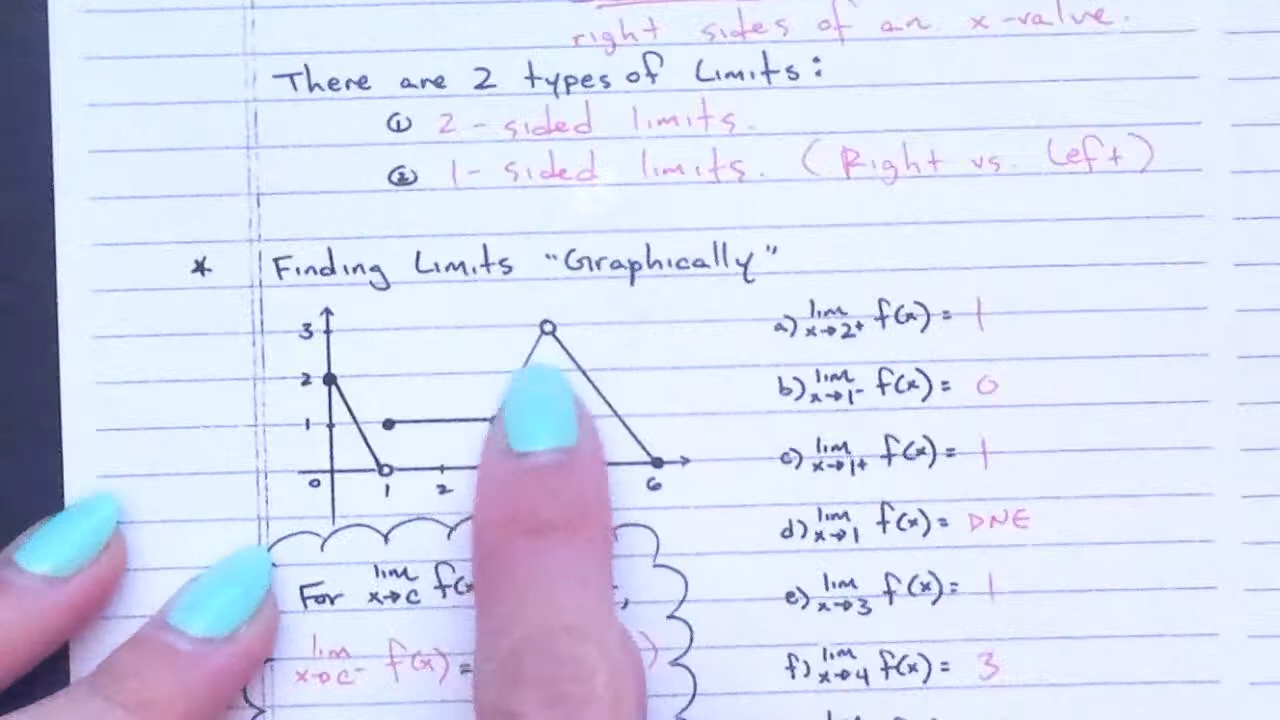 right sides of an x-value.
There are 2 types of Limits:
① 2-sided limits.
② 1-sided limits. (Right vs. Left)
* Finding Limits "Graphically"
3
2
1
0 1 2 6
a) lim x→2⁺ f(x) = 1
b) lim x→1⁻ f(x) = 0
c) lim x→1⁺ f(x) = 1
d) lim x→1 f(x) = DNE
e) lim x→3 f(x) = 1
f) lim x→4 f(x) = 3
For lim x→c f(x
lim x→c⁻ f(x) =